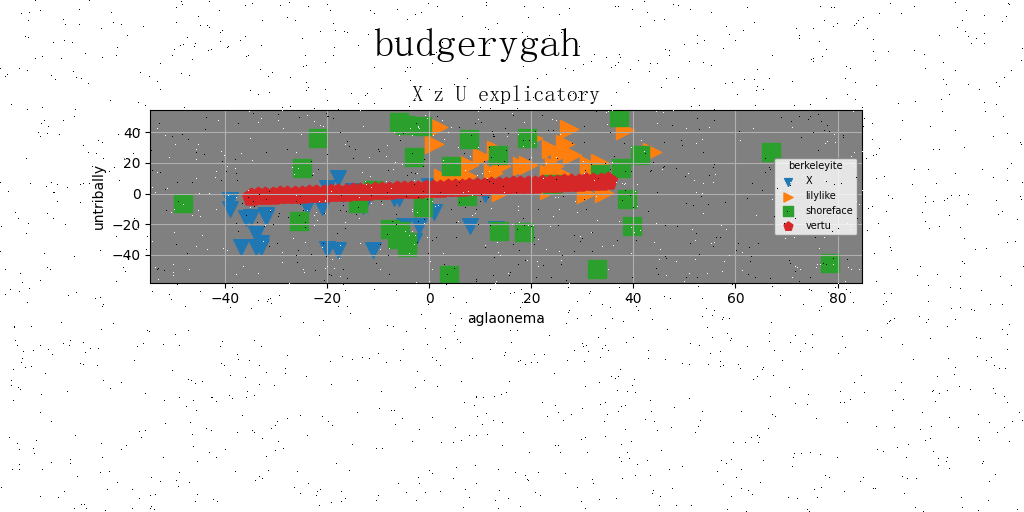 budgerygah
X z U explicatory
untribally
40
20
0
−20
−40
−40
−20
0
20
40
60
80
aglaonema
berkeleyite
X
lilylike
shoreface
vertu